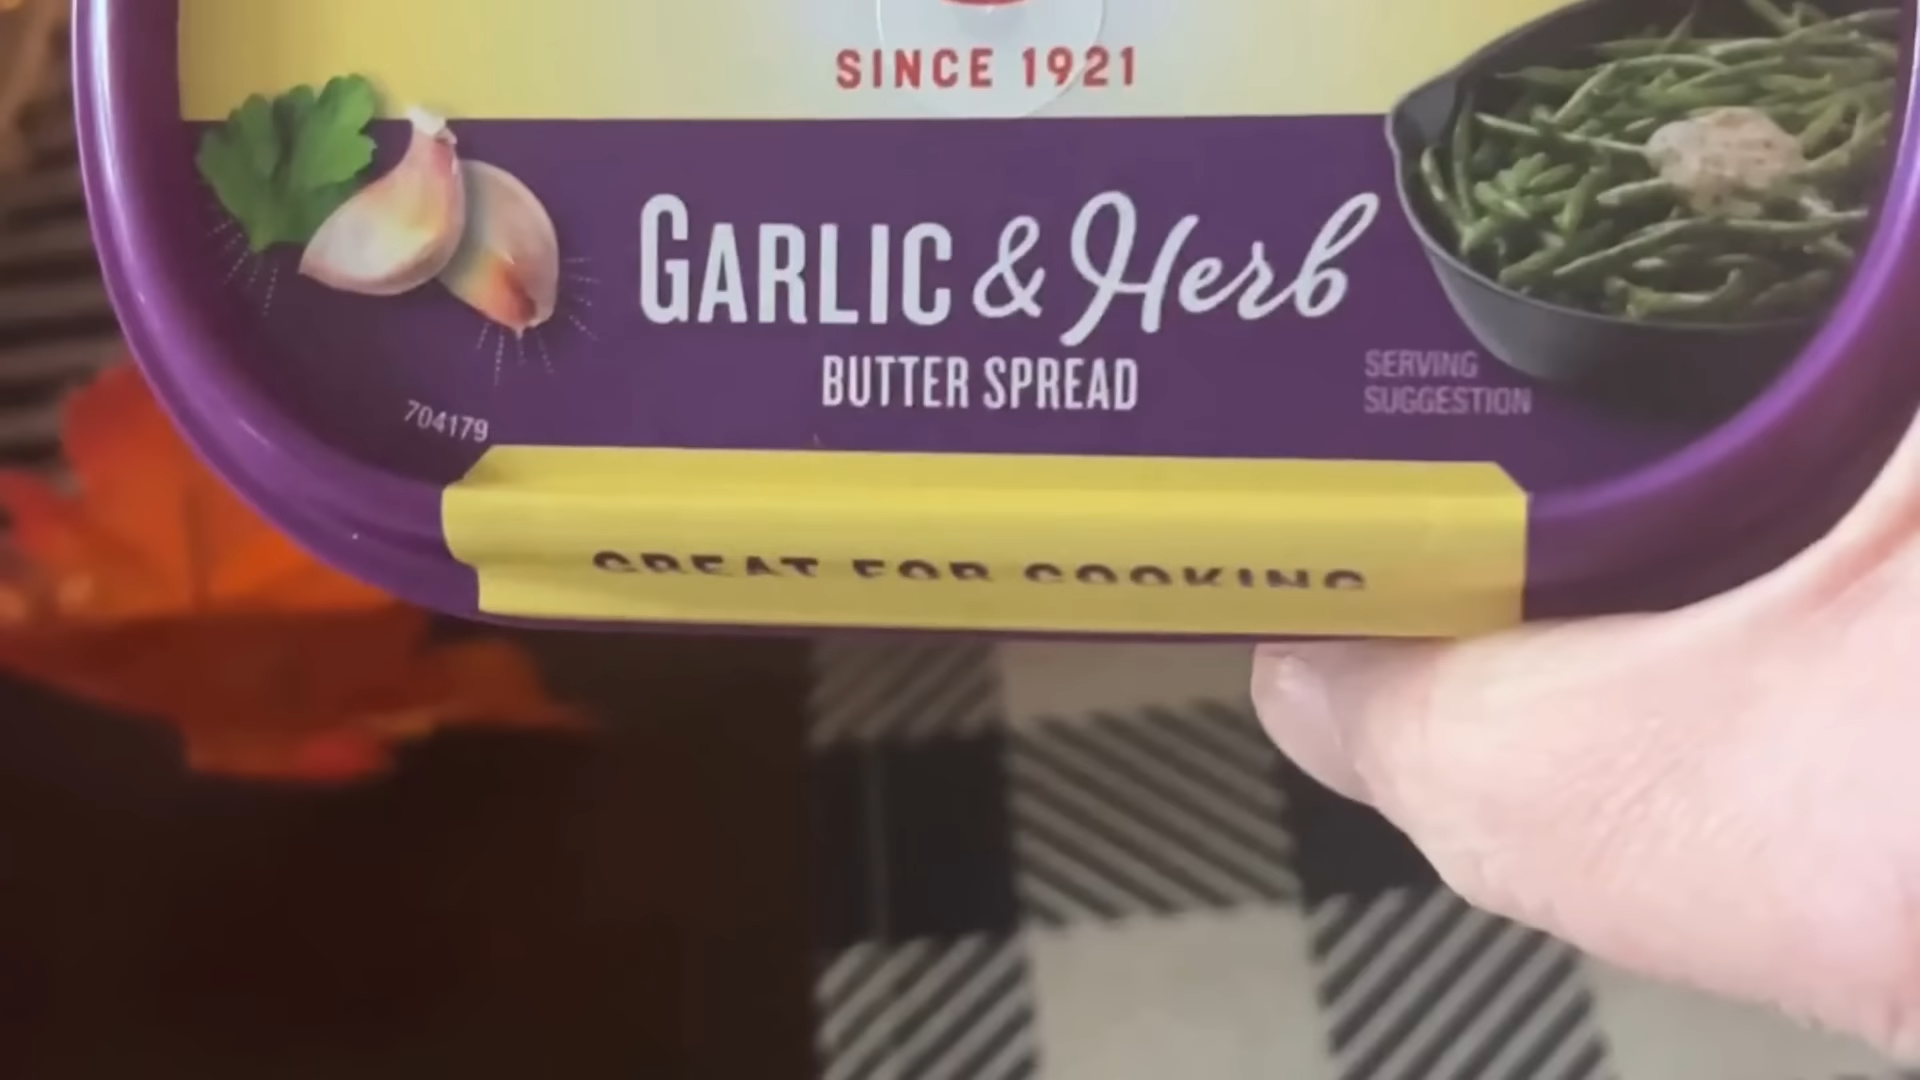 SINCE 1921
GARLIC & Herb
BUTTER SPREAD
SERVING
SUGGESTION
704179
GREAT FOR COOKING